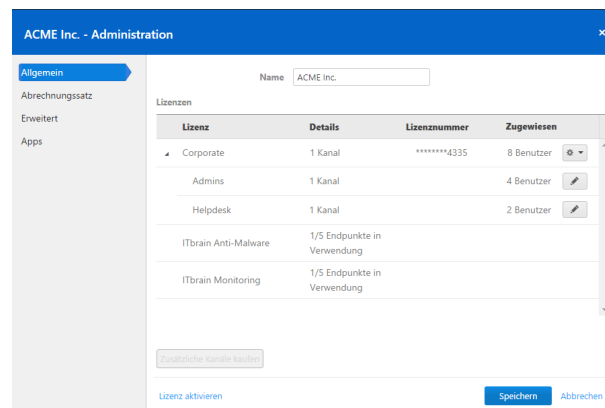 ACME Inc. - Administration
×
Allgemein
Abrechnungssatz
Erweitert
Apps
Name ACME Inc.
Lizenzen
Lizenz Details Lizenznummer Zugewiesen
Corporate 1 Kanal ********4335 8 Benutzer
Admins 1 Kanal 4 Benutzer
Helpdesk 1 Kanal 2 Benutzer
ITbrain Anti-Malware 1/5 Endpunkte in
Verwendung
ITbrain Monitoring 1/5 Endpunkte in
Verwendung
Zusätzliche Kanäle kaufen
Lizenz aktivieren Speichern Abbrechen